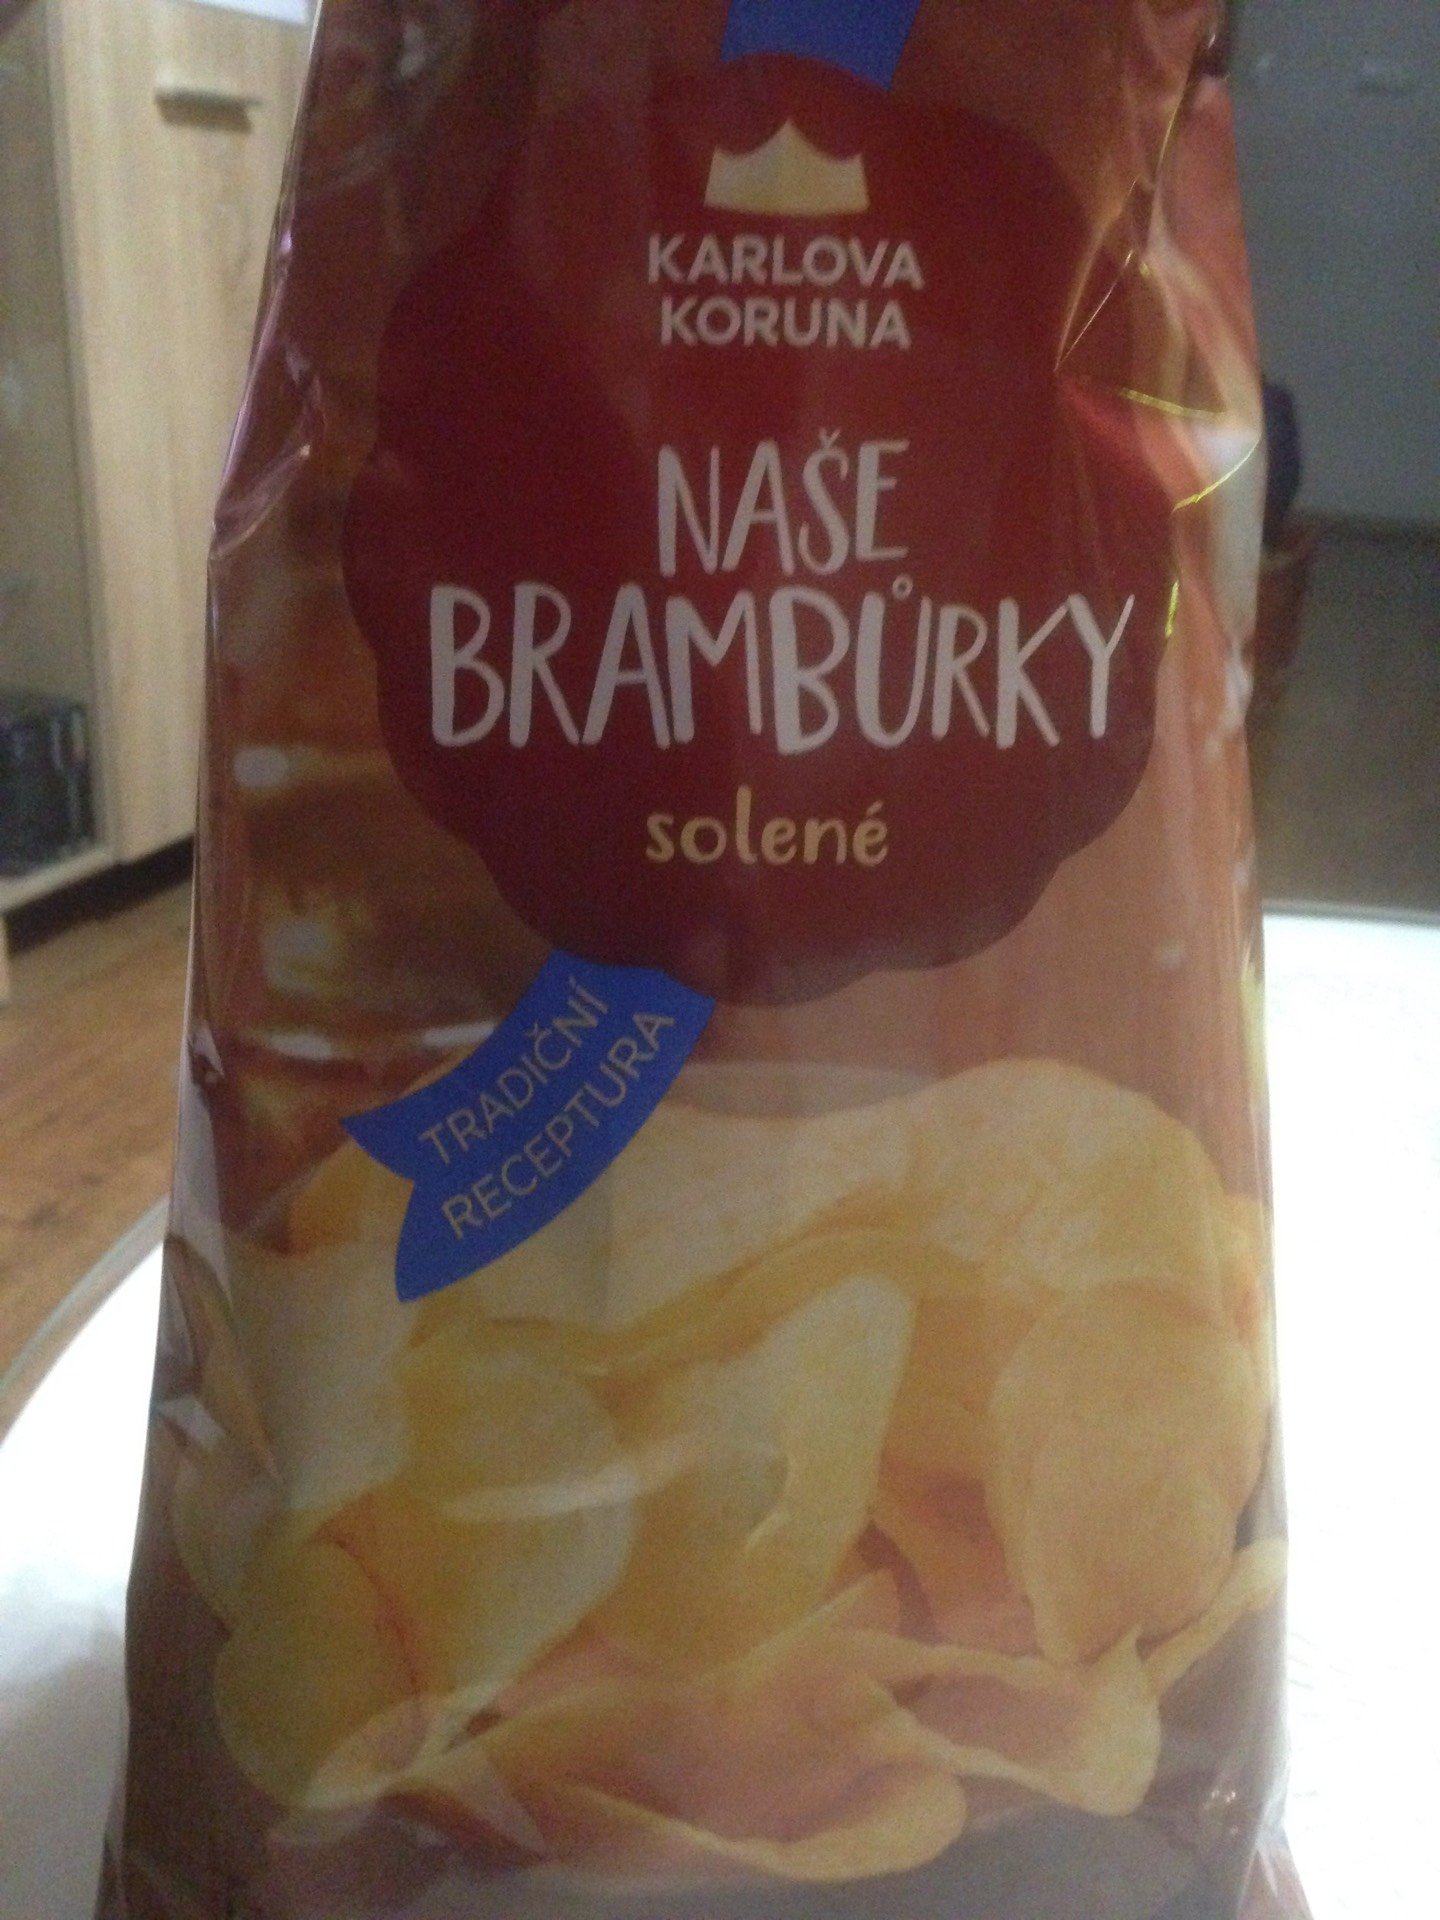 KARLOVA
KORUNA
NAŠE
BRAMBŮRKY
solené
TRADIČNÍ
RECEPTURA